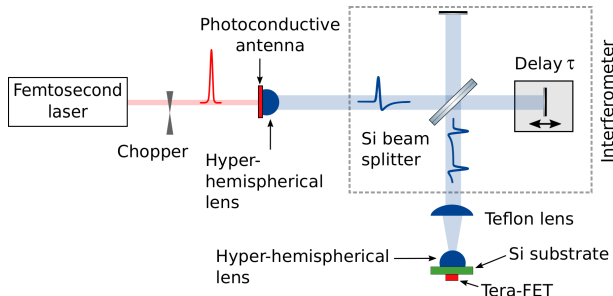 Photoconductive
antenna
Femtosecond
laser
Chopper
Hyper-
hemispherical
lens
Si beam
splitter
Delay τ
Interferometer
Teflon lens
Hyper-hemispherical
lens
Si substrate
Tera-FET